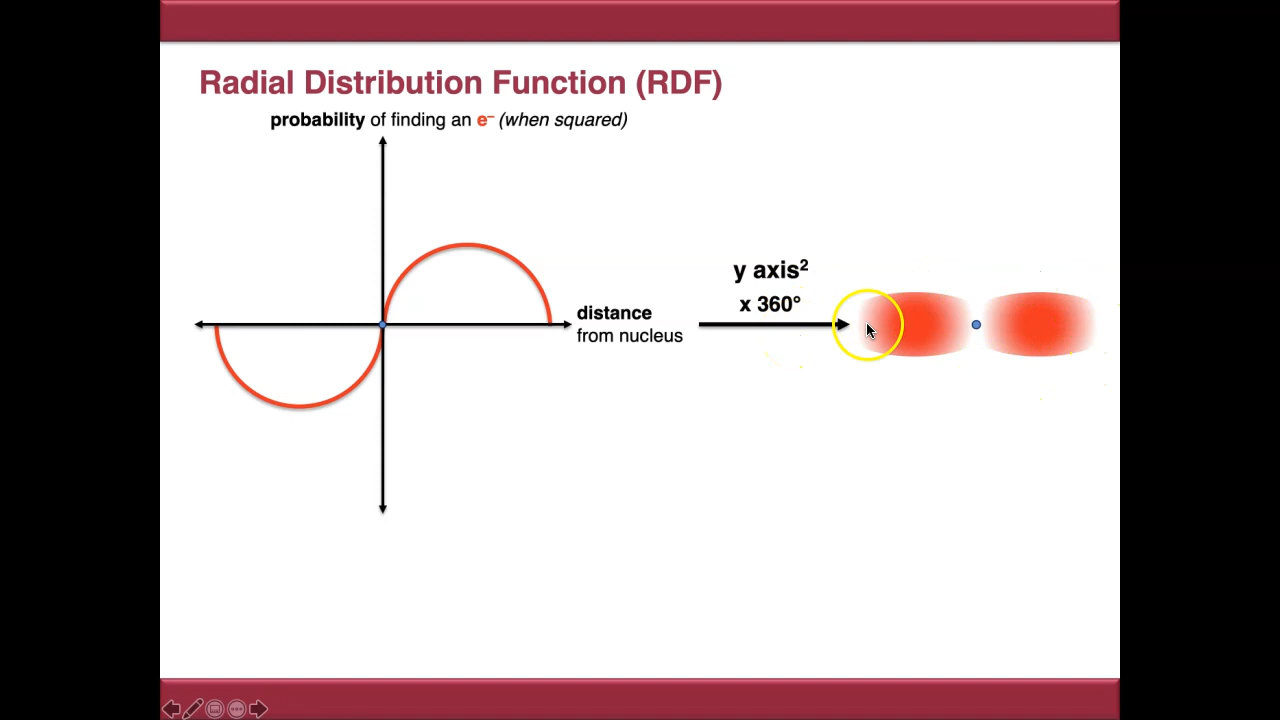 Radial Distribution Function (RDF)
probability of finding an e⁻ (when squared)
distance
from nucleus
y axis²
x 360°